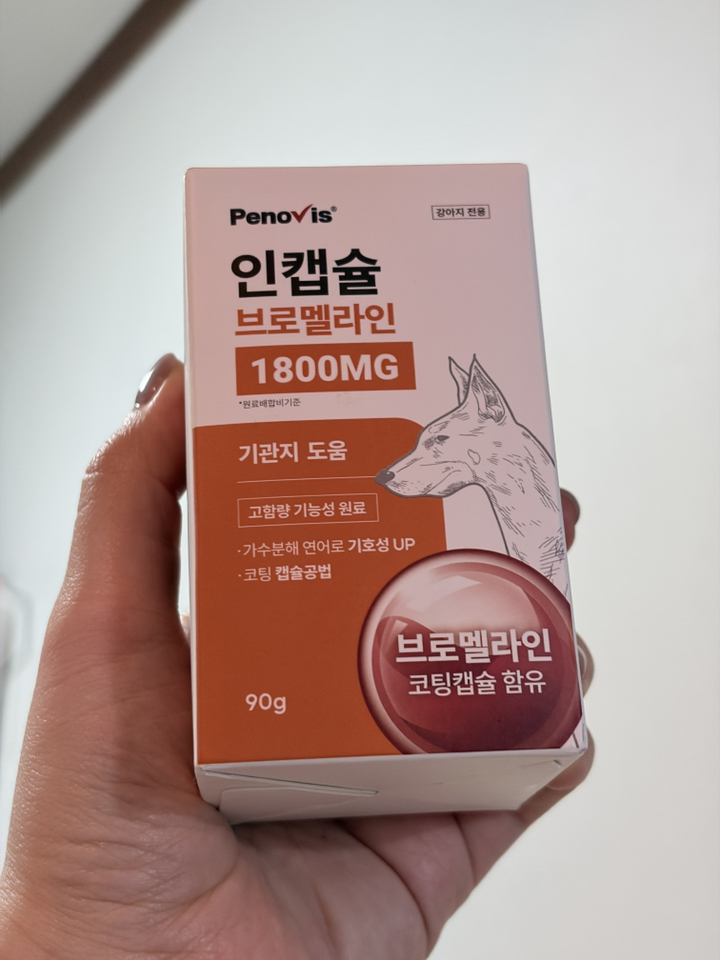 Penovis®
강아지 전용
인캡슐
브로멜라인
1800MG
*원료배합비기준
기관지 도움
고함량 기능성 원료
·가수분해 연어로 기호성 UP
·코팅 캡슐공법
브로멜라인
코팅캡슐 함유
90g